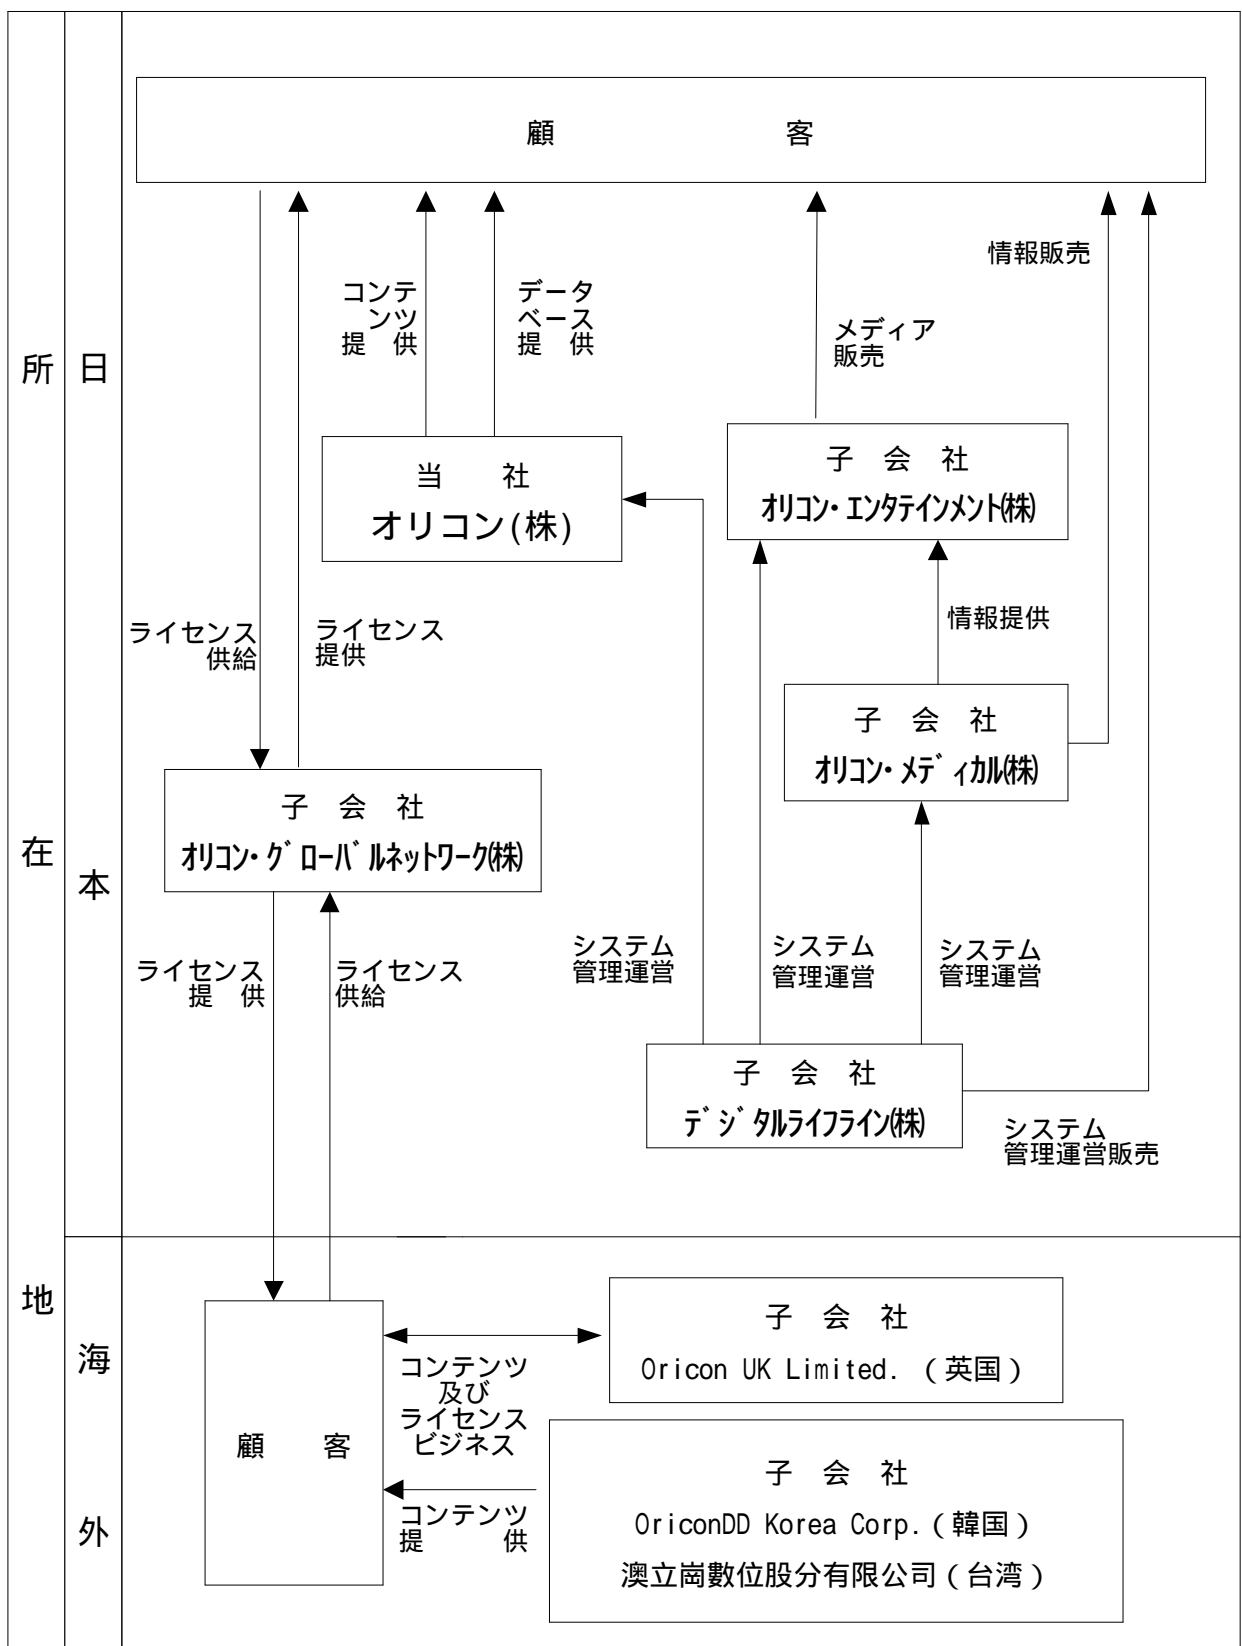 所在地
日本
顧　客
情報販売
コンテ
ンツ
提　供
データ
ベース
提　供
メディア
販売
当　社
オリコン(株)
子　会　社
オリコン・エンタテインメント㈱
ライセンス
供給
ライセンス
提供
情報提供
子　会　社
オリコン・メディカル㈱
子　会　社
オリコン・グローバルネットワーク㈱
ライセンス
提　供
ライセンス
供給
システム
管理運営
システム
管理運営
システム
管理運営
子　会　社
デジタルライフライン㈱
システム
管理運営販売
海外
顧　客
コンテンツ
及び
ライセンス
ビジネス
コンテンツ
提　供
子　会　社
Oricon UK Limited. （英国）
子　会　社
OriconDD Korea Corp.（韓国）
澳立崗數位股分有限公司（台湾）